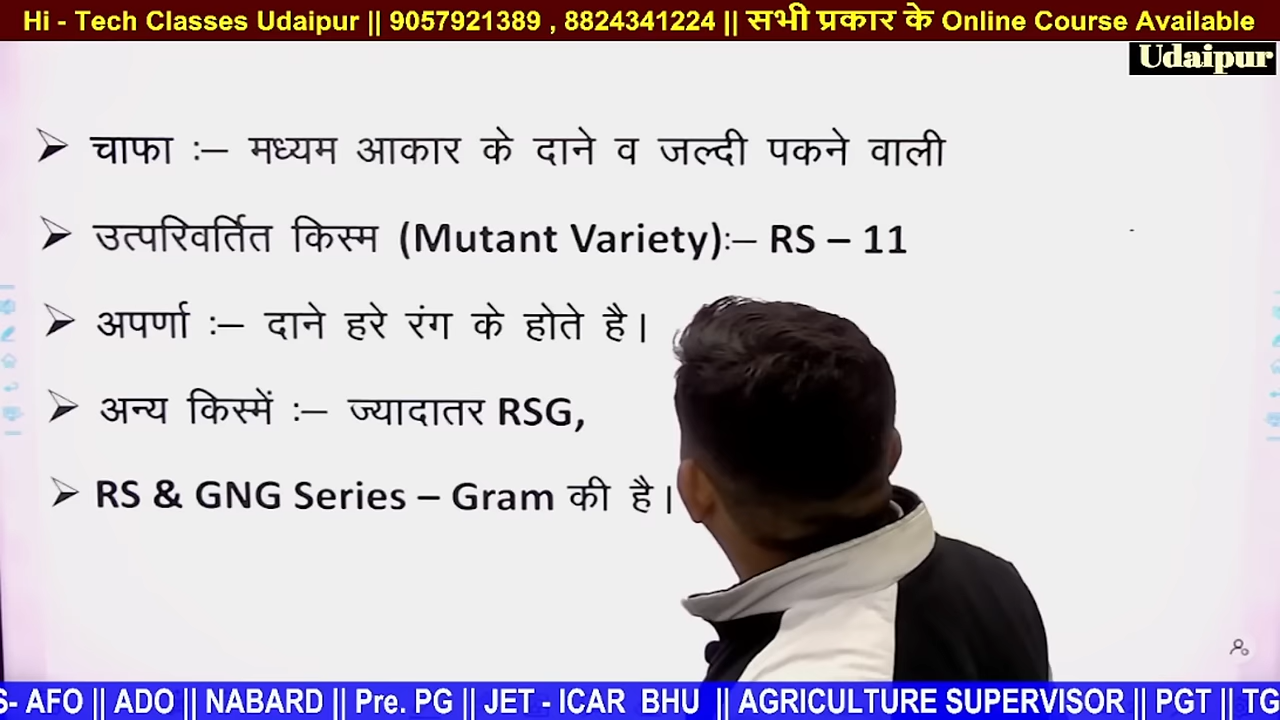 Hi - Tech Classes Udaipur || 9057921389 , 8824341224 || सभी प्रकार के Online Course Available
Udaipur
➢ चाफा :– मध्यम आकार के दाने व जल्दी पकने वाली
➢ उत्परिवर्तित किस्म (Mutant Variety):– RS – 11
➢ अपर्णा :– दाने हरे रंग के होते है।
➢ अन्य किस्में :– ज्यादातर RSG,
➢ RS & GNG Series – Gram की है।
S- AFO || ADO || NABARD || Pre. PG || JET - ICAR BHU || AGRICULTURE SUPERVISOR || PGT || TG